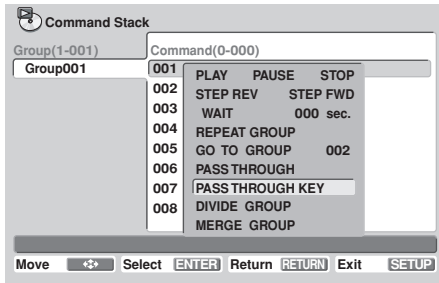 Command Stack
Group(1-001) Command(0-000)
Group001
001
002
003
004
005
006
007
008
PLAY PAUSE STOP
STEP REV STEP FWD
WAIT 000 sec.
REPEAT GROUP
GO TO GROUP 002
PASS THROUGH
PASS THROUGH KEY
DIVIDE GROUP
MERGE GROUP
Move Select ENTER Return RETURN Exit SETUP